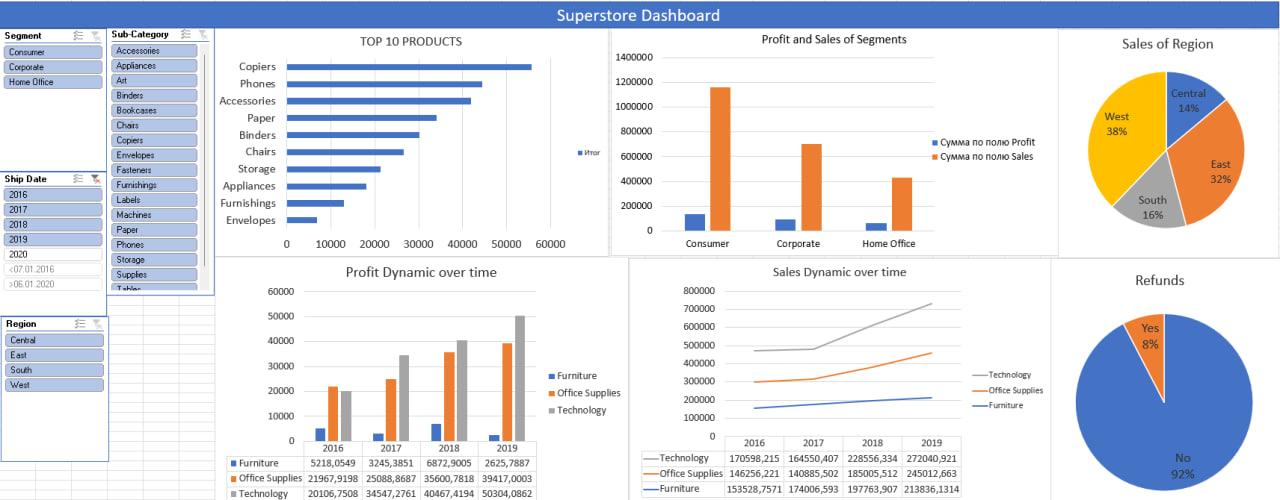 Superstore Dashboard
Segment
Consumer
Corporate
Home Office
Sub-Category
Accessories
Appliances
Art
Binders
Bookcases
Chairs
Copiers
Envelopes
Fasteners
Furnishings
Labels
Machines
Paper
Phones
Storage
Supplies
Tables
Ship Date
2016
2017
2018
2019
2020
<07.01.2016
>06.01.2020
Region
Central
East
South
West
TOP 10 PRODUCTS
Copiers
Phones
Accessories
Paper
Binders
Chairs
Storage
Appliances
Furnishings
Envelopes
0 10000 20000 30000 40000 50000 60000
Итог
Profit and Sales of Segments
1400000
1200000
1000000
800000
600000
400000
200000
0
Consumer Corporate Home Office
Сумма по полю Profit
Сумма по полю Sales
Sales of Region
Central
14%
East
32%
South
16%
West
38%
Profit Dynamic over time
60000
50000
40000
30000
20000
10000
0
2016 2017 2018 2019
Furniture 5218,0549 3245,3851 6872,9005 2625,7887
Office Supplies 21967,9198 25088,8687 35600,7818 39417,0003
Technology 20106,7508 34547,2761 40467,4194 50304,0862
Furniture
Office Supplies
Technology
Sales Dynamic over time
800000
700000
600000
500000
400000
300000
200000
100000
0
2016 2017 2018 2019
Technology 170598,215 164550,407 228556,334 272040,921
Office Supplies 146256,221 140885,502 185005,512 245012,663
Furniture 153528,7571 174006,593 197763,907 213836,1314
Technology
Office Supplies
Furniture
Refunds
Yes
8%
No
92%